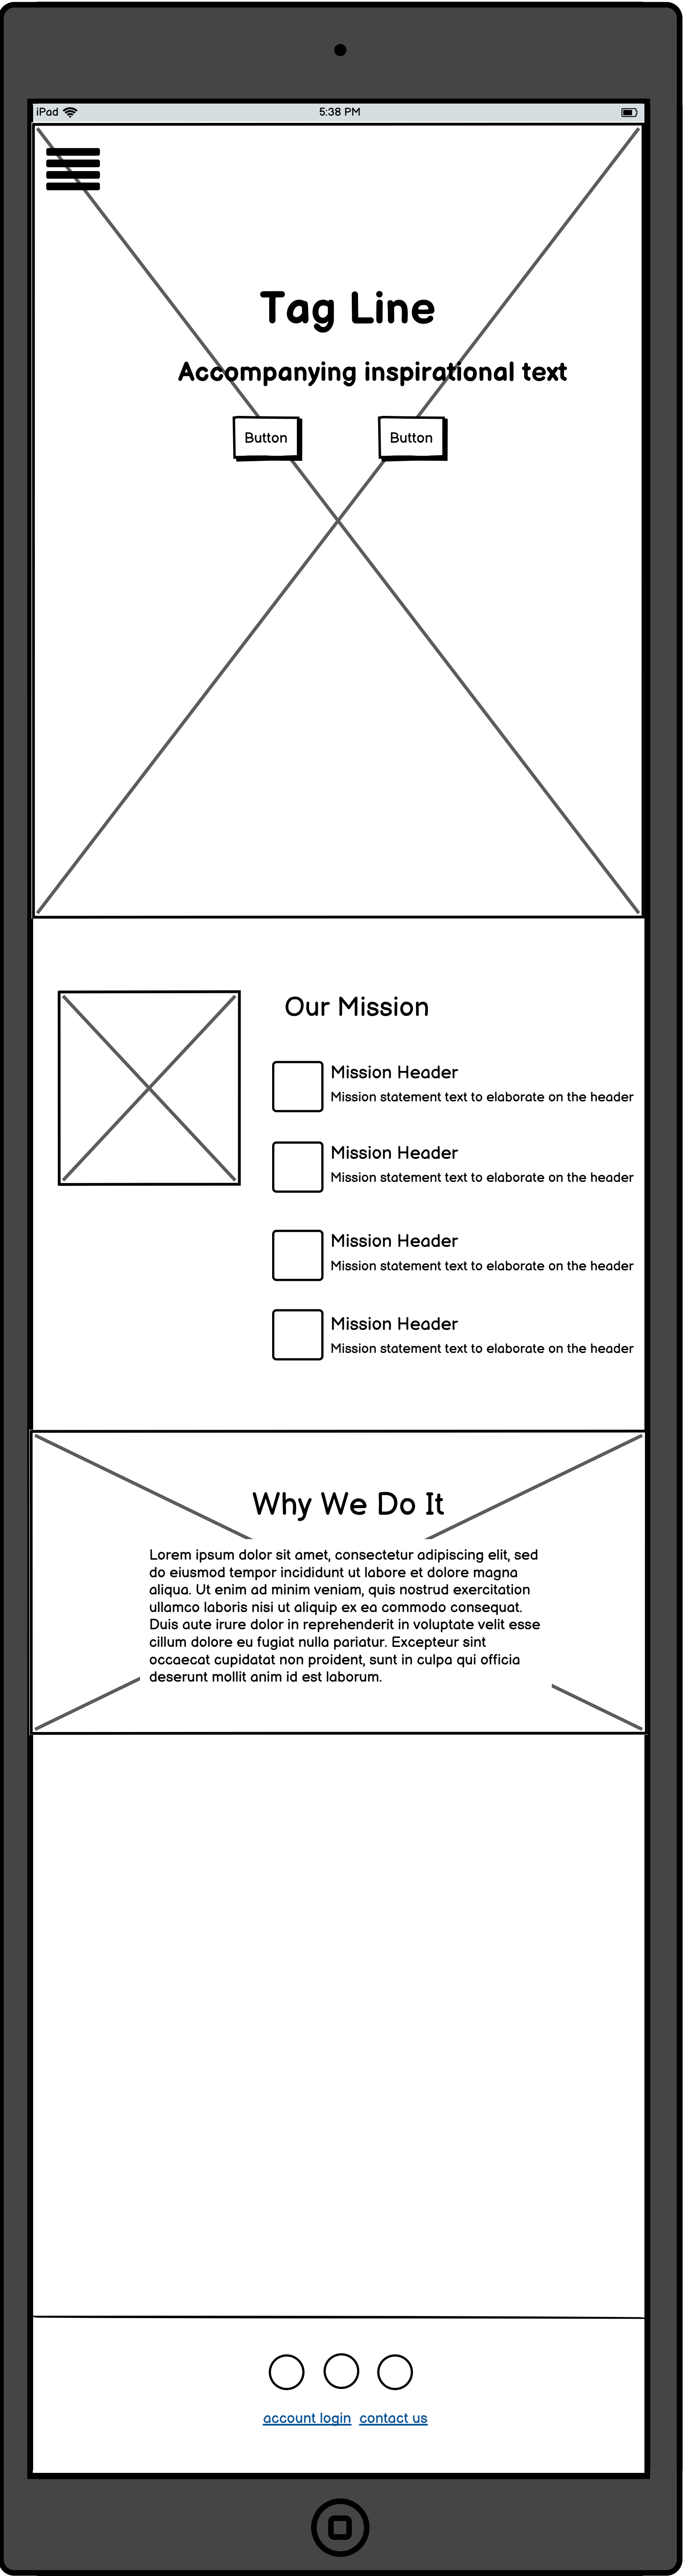 iPad 5:38 PM
Tag Line
Accompanying inspirational text
Button Button
Our Mission
Mission Header
Mission statement text to elaborate on the header
Mission Header
Mission statement text to elaborate on the header
Mission Header
Mission statement text to elaborate on the header
Mission Header
Mission statement text to elaborate on the header
Why We Do It
Lorem ipsum dolor sit amet, consectetur adipiscing elit, sed
do eiusmod tempor incididunt ut labore et dolore magna
aliqua. Ut enim ad minim veniam, quis nostrud exercitation
ullamco laboris nisi ut aliquip ex ea commodo consequat.
Duis aute irure dolor in reprehenderit in voluptate velit esse
cillum dolore eu fugiat nulla pariatur. Excepteur sint
occaecat cupidatat non proident, sunt in culpa qui officia
deserunt mollit anim id est laborum.
account login contact us